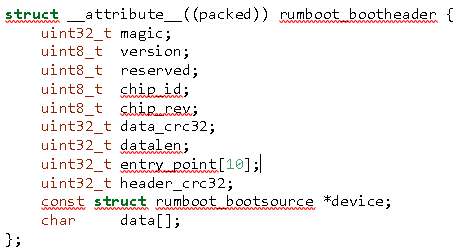 struct __attribute__((packed)) rumboot_bootheader {
    uint32_t magic;
    uint8_t  version;
    uint8_t  reserved;
    uint8_t  chip_id;
    uint8_t  chip_rev;
    uint32_t data_crc32;
    uint32_t datalen;
    uint32_t entry_point[10];
    uint32_t header_crc32;
    const struct rumboot_bootsource *device;
    char     data[];
};